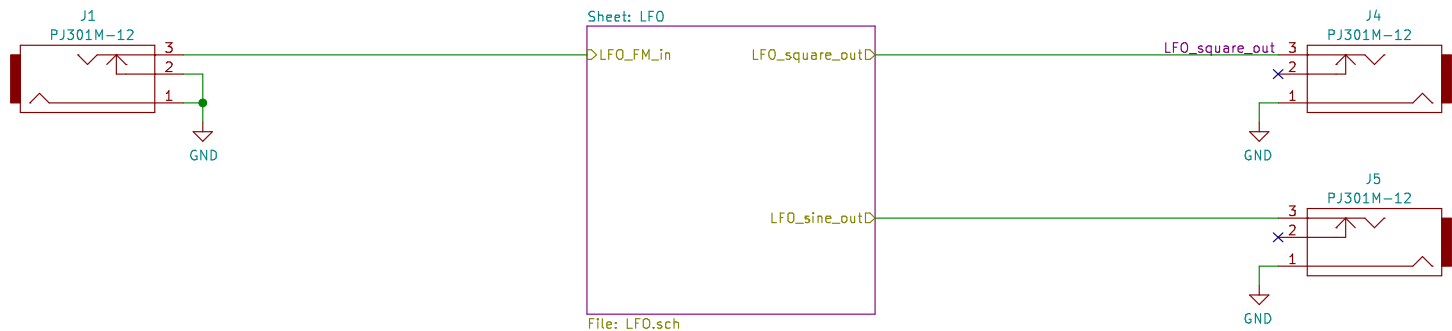 J1
PJ301M-12
3
2
1
GND
Sheet: LFO
LFO_FM_in
LFO_square_out
LFO_sine_out
File: LFO.sch
LFO_square_out
J4
PJ301M-12
3
2
1
GND
J5
PJ301M-12
3
2
1
GND